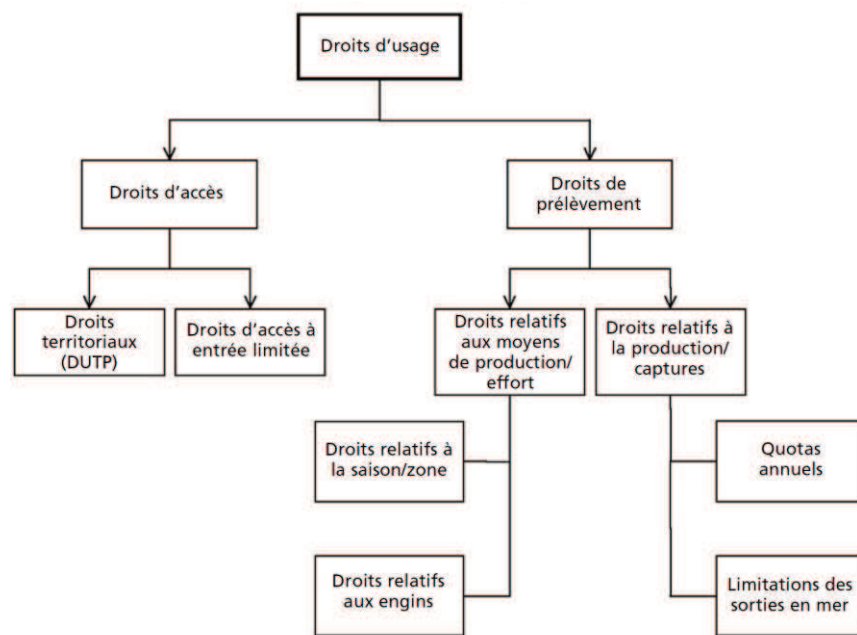 Droits d'usage
Droits d'accès
Droits de
prélèvement
Droits
territoriaux
(DUTP)
Droits d'accès à
entrée limitée
Droits relatifs
aux moyens
de production/
effort
Droits relatifs à
la production/
captures
Droits relatifs à
la saison/zone
Quotas
annuels
Droits relatifs
aux engins
Limitations des
sorties en mer